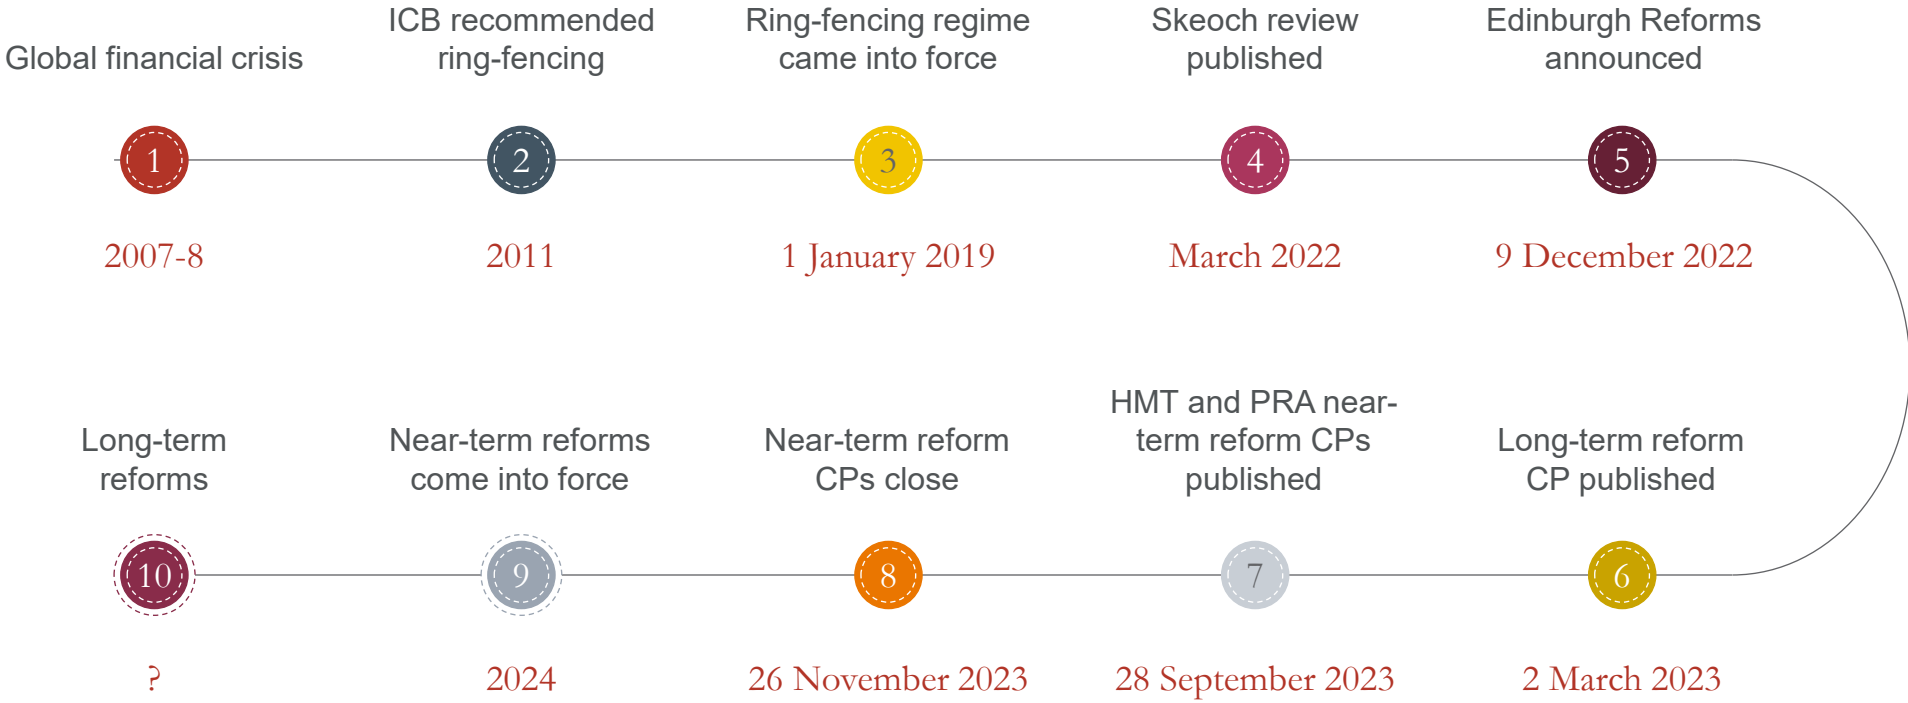 Global financial crisis
1
2007-8
ICB recommended
ring-fencing
2
2011
Ring-fencing regime
came into force
3
1 January 2019
Skeoch review
published
4
March 2022
Edinburgh Reforms
announced
5
9 December 2022
Long-term reform
CP published
6
2 March 2023
HMT and PRA near-
term reform CPs
published
7
28 September 2023
Near-term reform
CPs close
8
26 November 2023
Near-term reforms
come into force
9
2024
Long-term
reforms
10
?